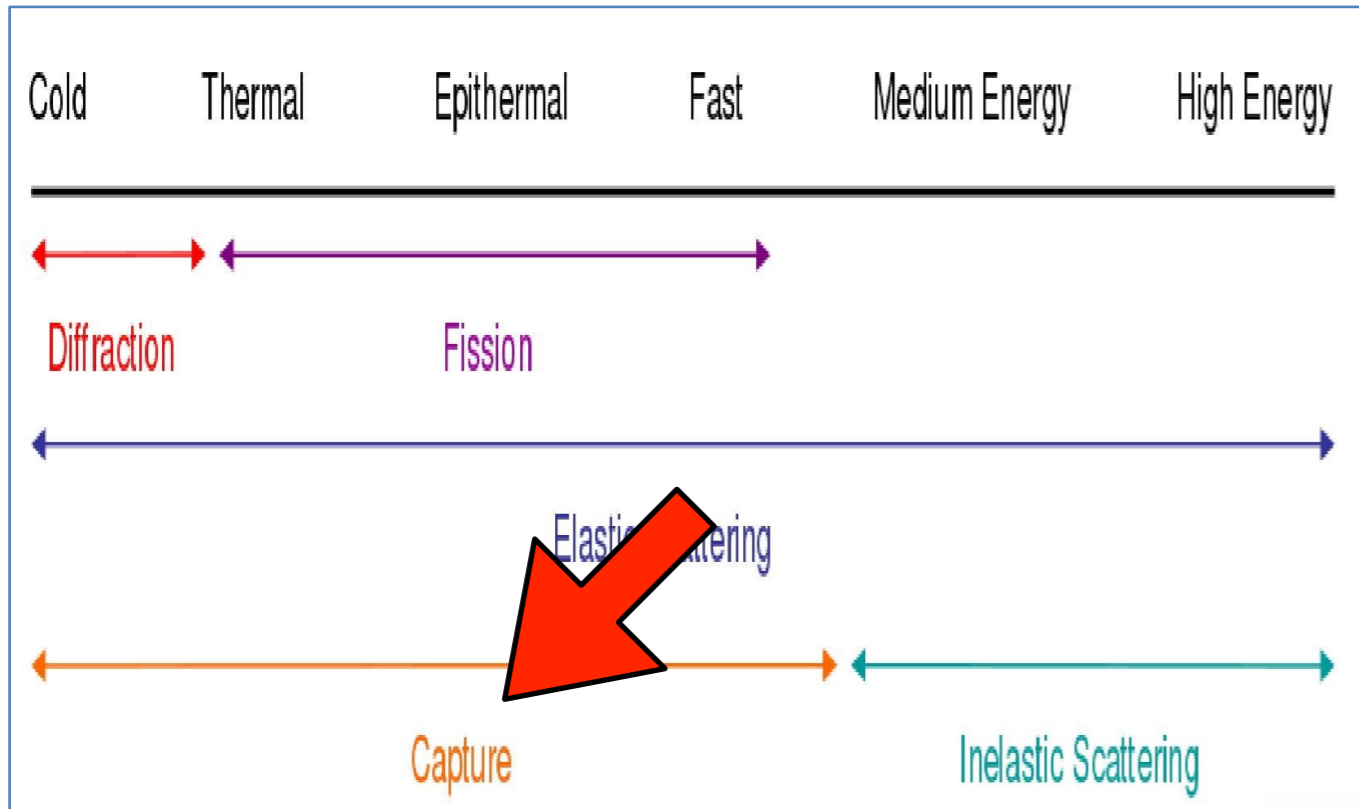 Cold Thermal Epithermal Fast Medium Energy High Energy
Diffraction Fission
Capture Inelastic Scattering